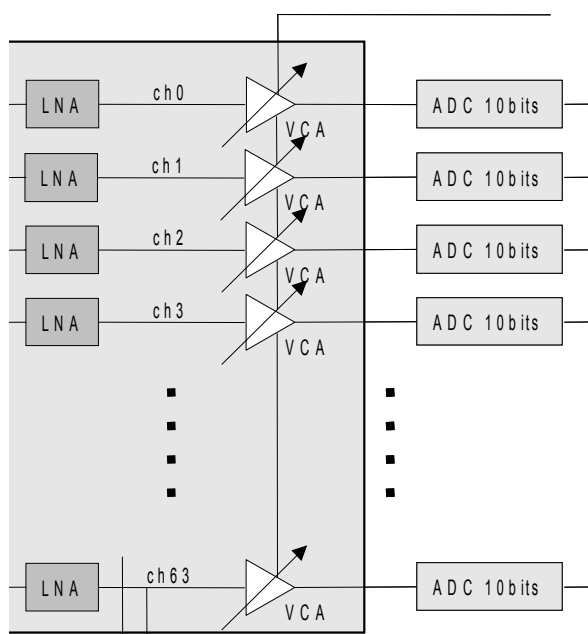 LNA ch0 VCA ADC 10bits
LNA ch1 VCA ADC 10bits
LNA ch2 VCA ADC 10bits
LNA ch3 VCA ADC 10bits
LNA ch63 VCA ADC 10bits